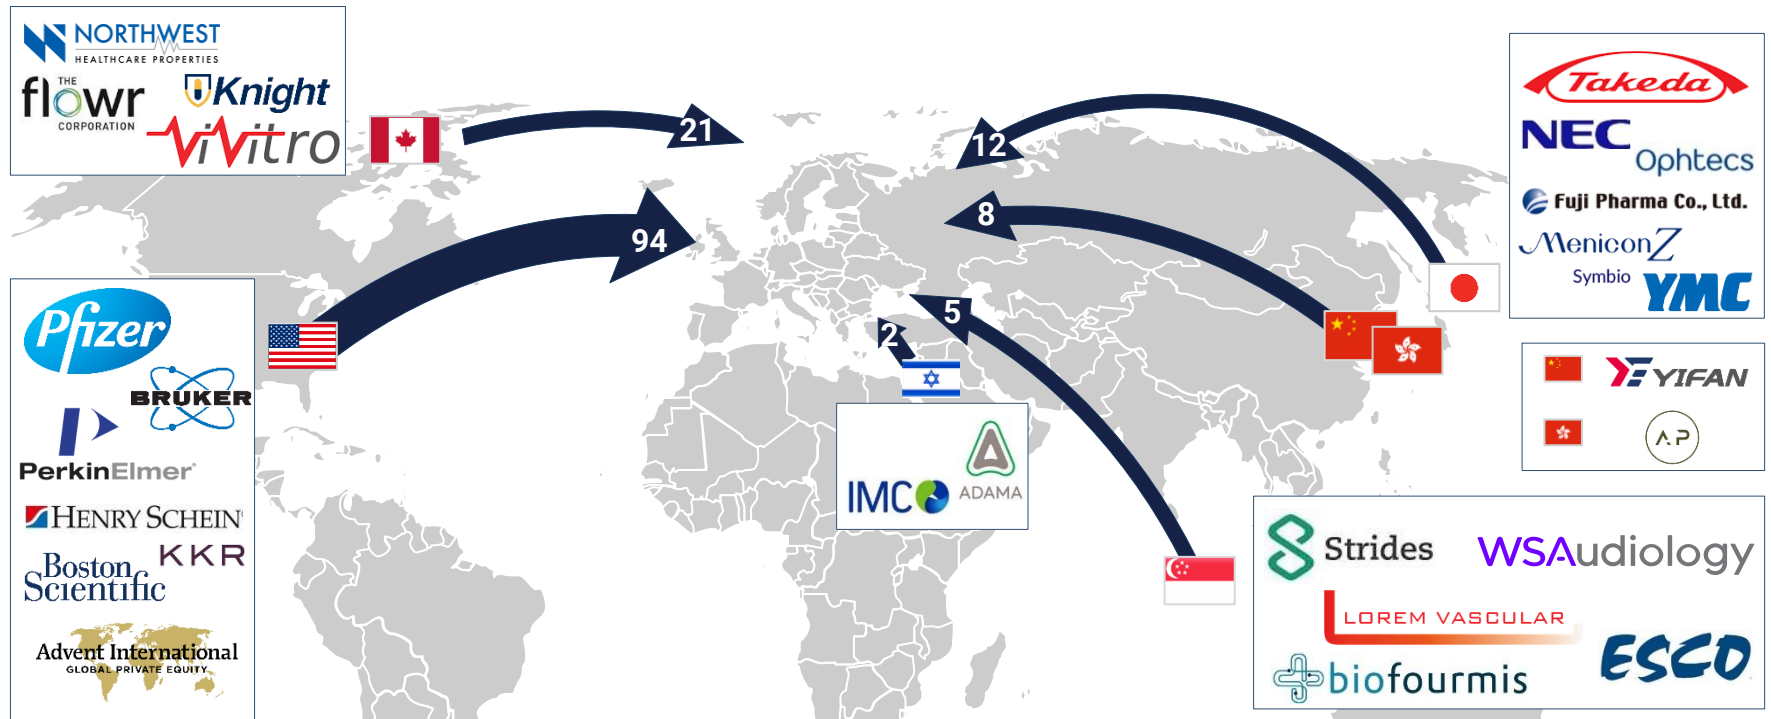 NORTHWEST
HEALTHCARE PROPERTIES
THE
flowr
CORPORATION
Knight
ViVitro
21
94
12
8
5
2
Pfizer
BRUKER
PerkinElmer
HENRY SCHEIN
KKR
Boston
Scientific
Advent International
GLOBAL PRIVATE EQUITY
IMC
ADAMA
Takeda
NEC
Ophtecs
Fuji Pharma Co., Ltd.
Menicon Z
Symbio
YMC
YIFAN
AP
Strides
WSAudiology
LOREM VASCULAR
biofourmis
ESCO